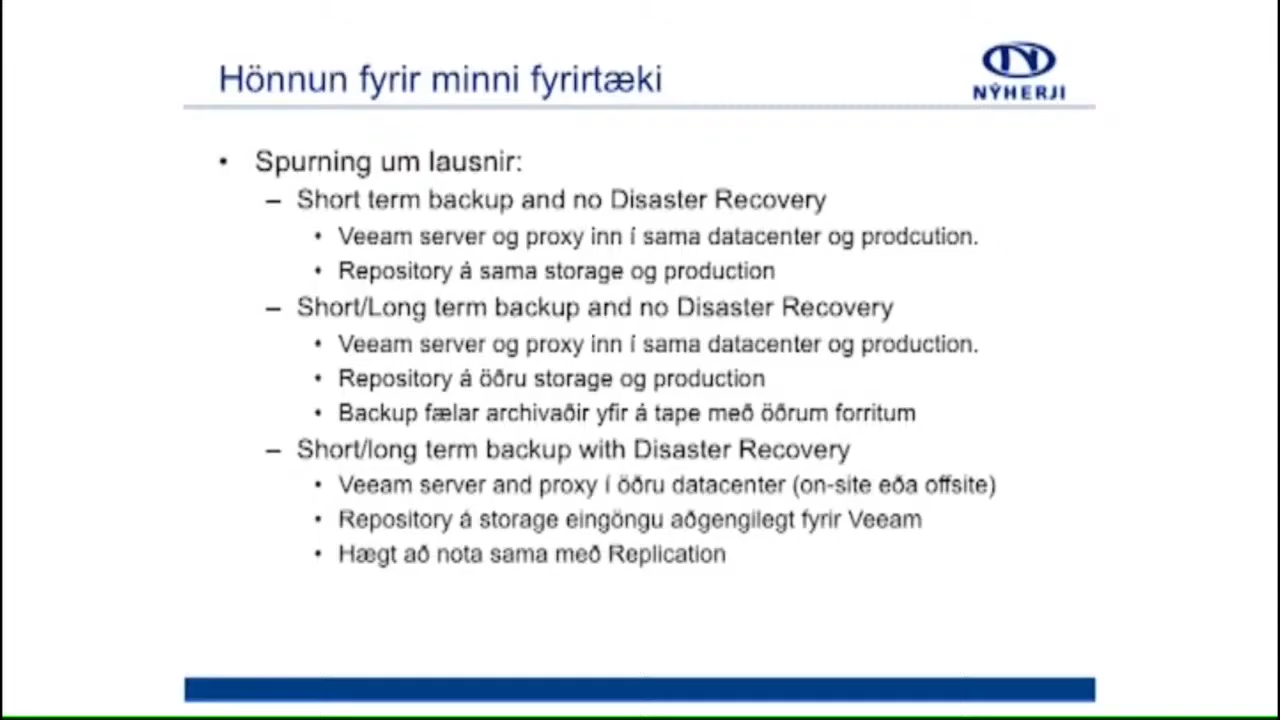 Hönnun fyrir minni fyrirtæki
NÝHERJI
• Spurning um lausnir:
– Short term backup and no Disaster Recovery
• Veeam server og proxy inn í sama datacenter og prodcution.
• Repository á sama storage og production
– Short/Long term backup and no Disaster Recovery
• Veeam server og proxy inn í sama datacenter og production.
• Repository á öðru storage og production
• Backup fælar archivaðir yfir á tape með öðrum forritum
– Short/long term backup with Disaster Recovery
• Veeam server and proxy í öðru datacenter (on-site eða offsite)
• Repository á storage eingöngu aðgengilegt fyrir Veeam
• Hægt að nota sama með Replication